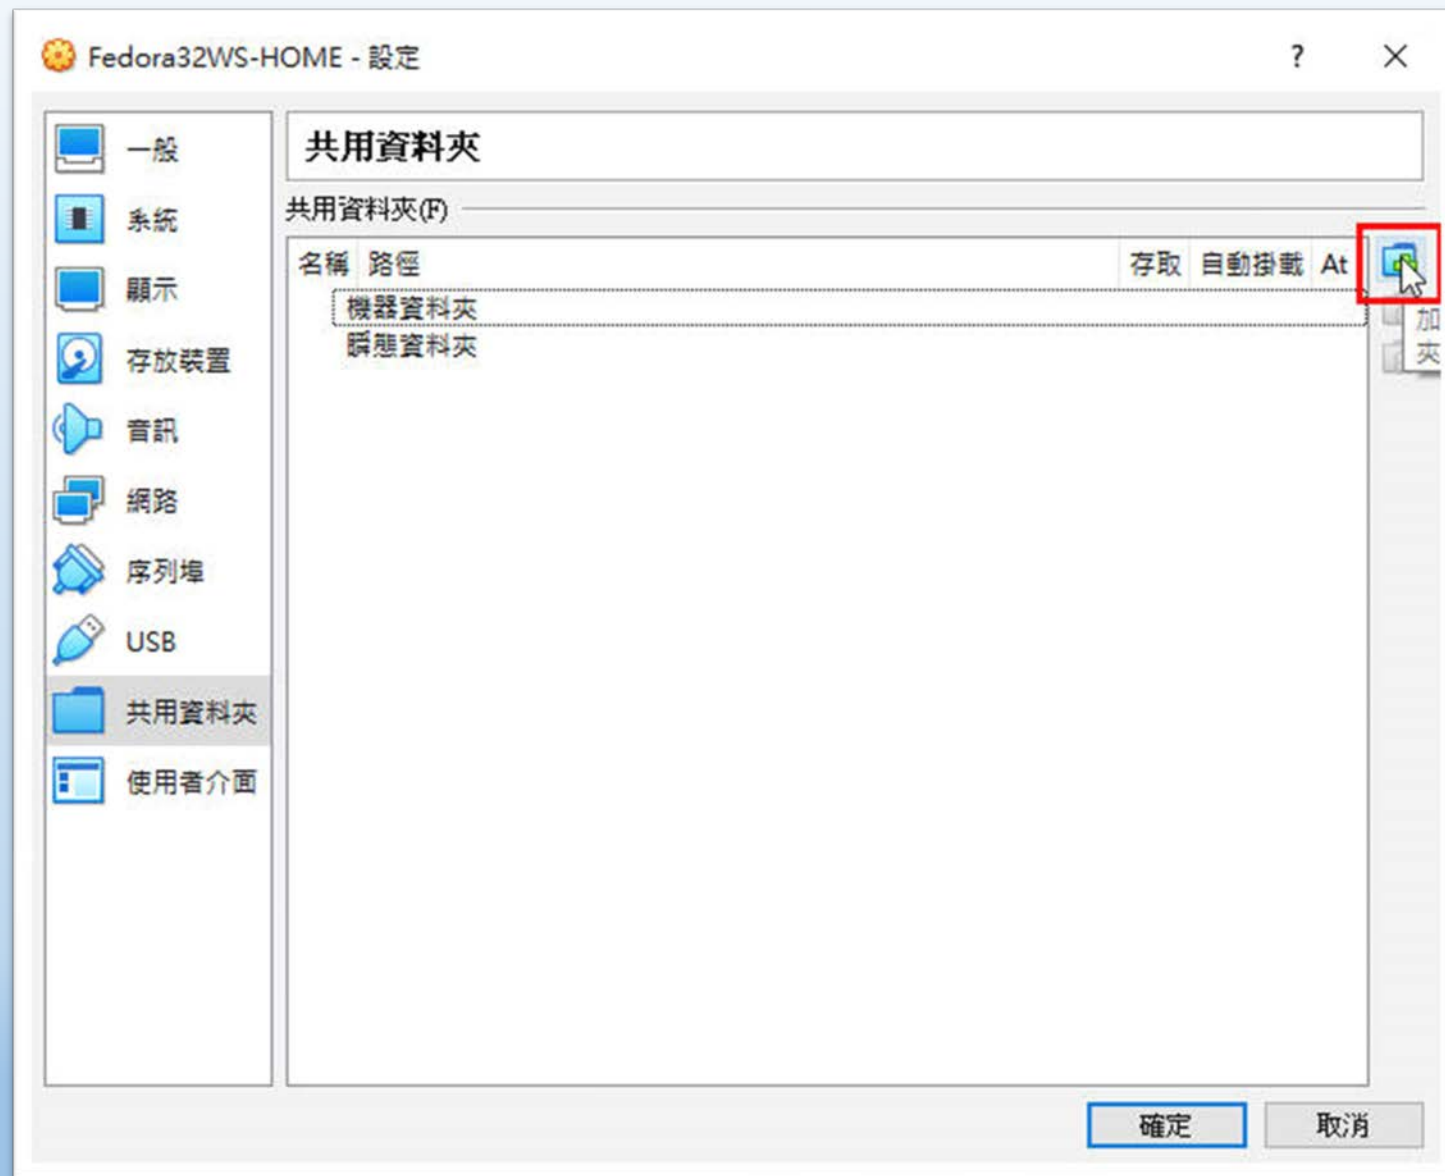 Fedora32WS-HOME - 設定
?
一般
系統
顯示
存放裝置
音訊
網路
序列埠
USB
共用資料夾
使用者介面
共用資料夾
共用資料夾(F)
名稱 路徑 存取 自動掛載 At
機器資料夾
瞬態資料夾
加
夾
確定 取消